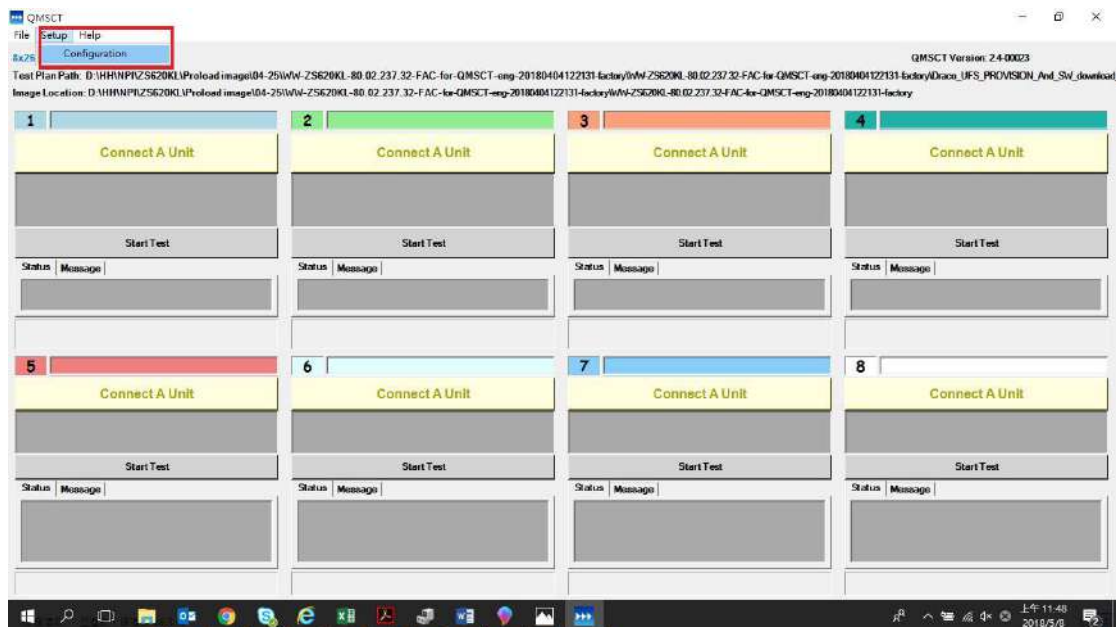 QMSCT
File Setup Help
Configuration
8x26
QMSCT Version: 2.4-00023
Test Plan Path: D:\HH\NPI\ZS620KL\Proload image\04-25\WW-ZS620KL-80.02.237.32-FAC-for-QMSCT-eng-20180404122131-factory\WW-ZS620KL-80.02.237.32-FAC-for-QMSCT-eng-20180404122131-factory\Draco_UFS_PROVISION_And_SW_download
Image Location: D:\HH\NPI\ZS620KL\Proload image\04-25\WW-ZS620KL-80.02.237.32-FAC-for-QMSCT-eng-20180404122131-factory\WW-ZS620KL-80.02.237.32-FAC-for-QMSCT-eng-20180404122131-factory
1 2 3 4
Connect A Unit Connect A Unit Connect A Unit Connect A Unit
Start Test Start Test Start Test Start Test
Status Message Status Message Status Message Status Message
5 6 7 8
Connect A Unit Connect A Unit Connect A Unit Connect A Unit
Start Test Start Test Start Test Start Test
Status Message Status Message Status Message Status Message
上午 11:48
2018/5/8